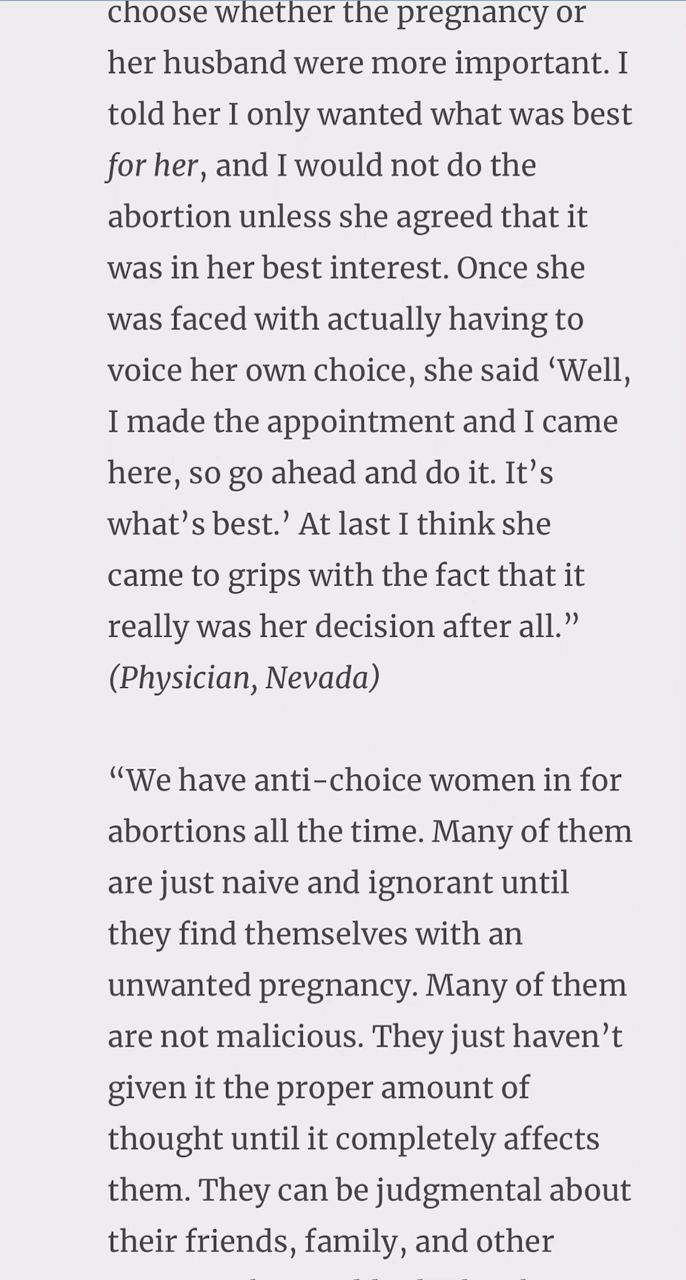 choose whether the pregnancy or
her husband were more important. I
told her I only wanted what was best
for her, and I would not do the
abortion unless she agreed that it
was in her best interest. Once she
was faced with actually having to
voice her own choice, she said ‘Well,
I made the appointment and I came
here, so go ahead and do it. It’s
what’s best.’ At last I think she
came to grips with the fact that it
really was her decision after all.”
(Physician, Nevada)
“We have anti-choice women in for
abortions all the time. Many of them
are just naive and ignorant until
they find themselves with an
unwanted pregnancy. Many of them
are not malicious. They just haven’t
given it the proper amount of
thought until it completely affects
them. They can be judgmental about
their friends, family, and other